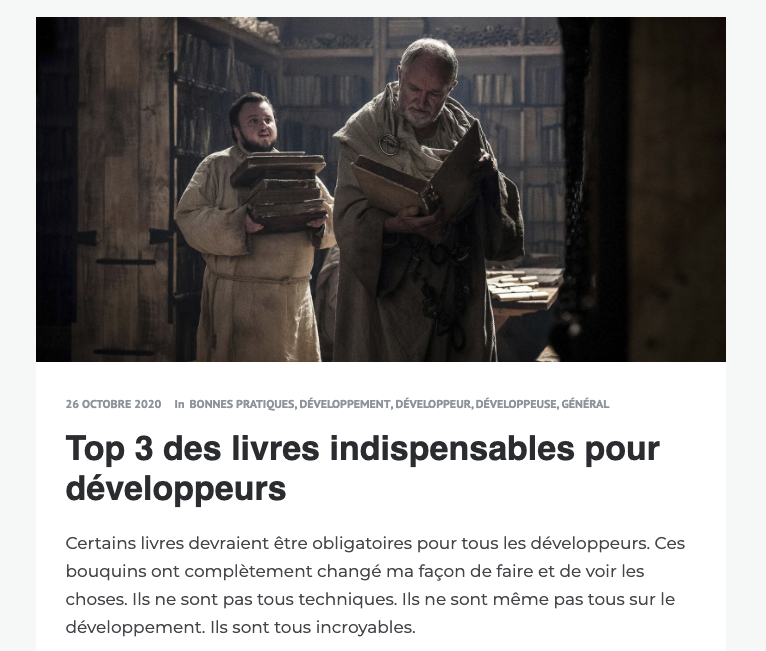 26 OCTOBRE 2020 In BONNES PRATIQUES, DÉVELOPPEMENT, DÉVELOPPEUR, DÉVELOPPEUSE, GÉNÉRAL
Top 3 des livres indispensables pour
développeurs
Certains livres devraient être obligatoires pour tous les développeurs. Ces
bouquins ont complètement changé ma façon de faire et de voir les
choses. Ils ne sont pas tous techniques. Ils ne sont même pas tous sur le
développement. Ils sont tous incroyables.